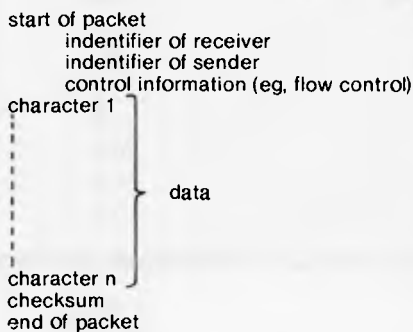 start of packet
indentifier of receiver
indentifier of sender
control information (eg, flow control)
character 1
data
character n
checksum
end of packet